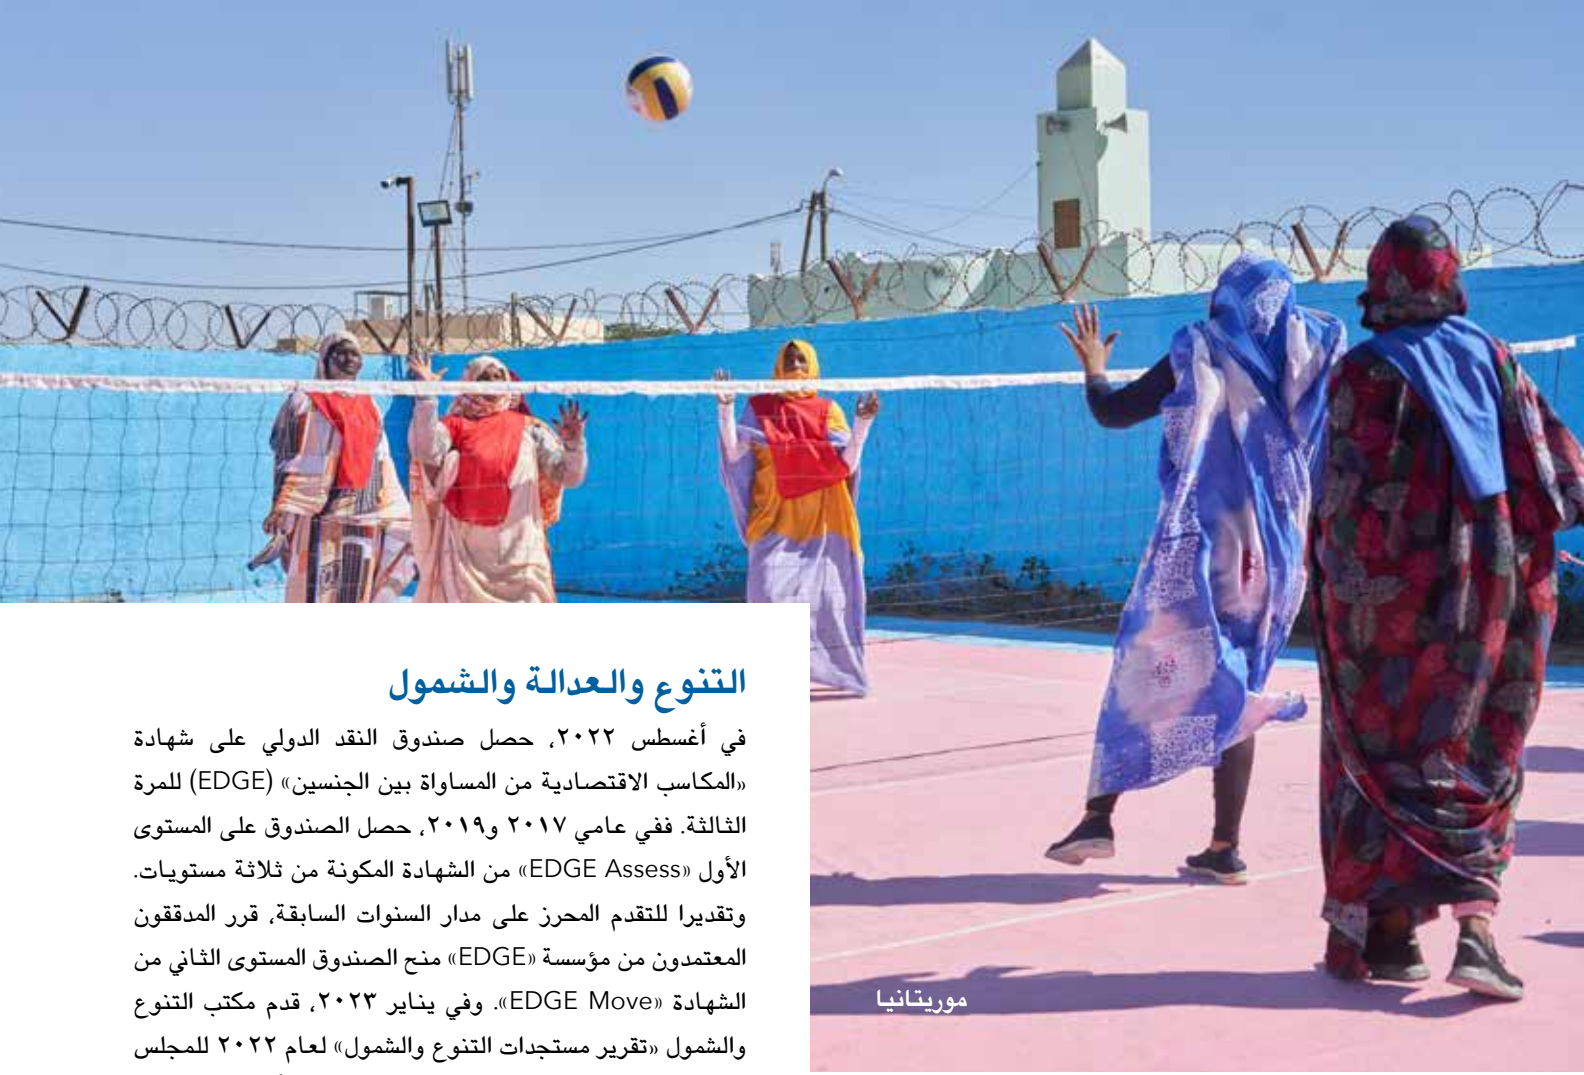 التنوع والعدالة والشمول
في أغسطس ٢٠٢٢، حصل صندوق النقد الدولي على شهادة
«المكاسب الاقتصادية من المساواة بين الجنسين» (EDGE) للمرة
الثالثة. ففي عامي ٢٠١٧ و٢٠١٩، حصل الصندوق على المستوى
الأول «EDGE Assess» من الشهادة المكونة من ثلاثة مستويات.
وتقديرا للتقدم المحرز على مدار السنوات السابقة، قرر المدققون
المعتمدون من مؤسسة «EDGE» منح الصندوق المستوى الثاني من
الشهادة «EDGE Move». وفي يناير ٢٠٢٣، قدم مكتب التنوع
والشمول «تقرير مستجدات التنوع والشمول» لعام ٢٠٢٢ للمجلس
موريتانيا